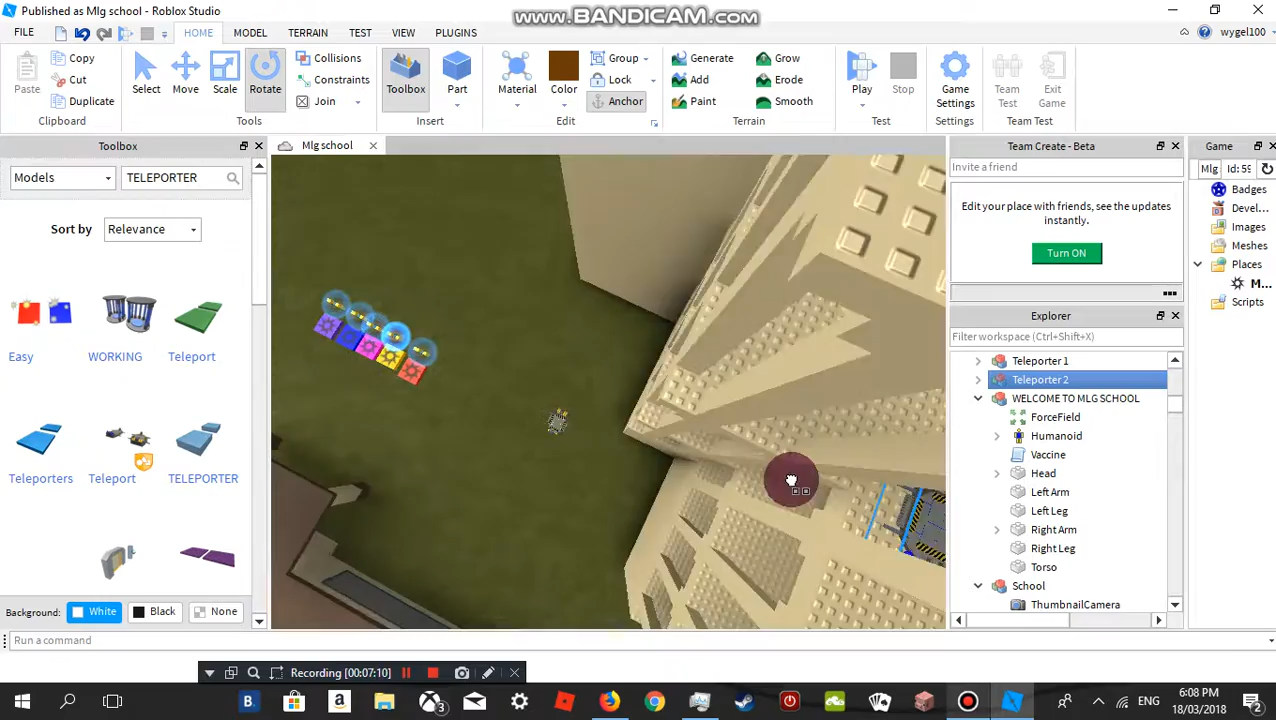 Published as Mlg school - Roblox Studio
www.BANDICAM.com
FILE HOME MODEL TERRAIN TEST VIEW PLUGINS wygel100
Paste Copy Cut Duplicate
Clipboard
Select Move Scale Rotate Collisions Constraints Join
Tools
Toolbox Part
Insert
Material Color Group Lock Anchor
Edit
Generate Add Paint Grow Erode Smooth
Terrain
Play Stop
Test
Game Settings
Settings
Team Test Exit Game
Team Test
Toolbox
Models TELEPORTER
Sort by Relevance
Easy WORKING Teleport
Teleporters Teleport TELEPORTER
Background: White Black None
Mlg school
Team Create - Beta
Invite a friend
Edit your place with friends, see the updates
instantly.
Turn ON
Explorer
Filter workspace (Ctrl+Shift+X)
Teleporter 1
Teleporter 2
WELCOME TO MLG SCHOOL
ForceField
Humanoid
Vaccine
Head
Left Arm
Left Leg
Right Arm
Right Leg
Torso
School
ThumbnailCamera
Game
Mlg Id: 59
Badges
Devel...
Images
Meshes
Places
M...
Scripts
Run a command
Recording [00:07:10]
B.
a
3
ENG
6:08 PM
18/03/2018
2